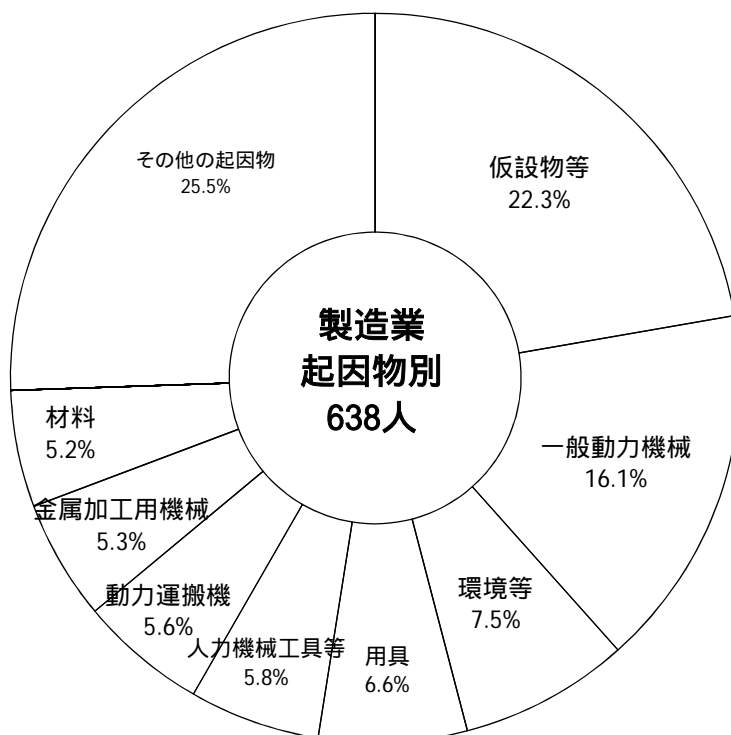 製造業
起因物別
638人
仮設物等
22.3%
一般動力機械
16.1%
環境等
7.5%
用具
6.6%
人力機械工具等
5.8%
動力運搬機
5.6%
金属加工用機械
5.3%
材料
5.2%
その他の起因物
25.5%